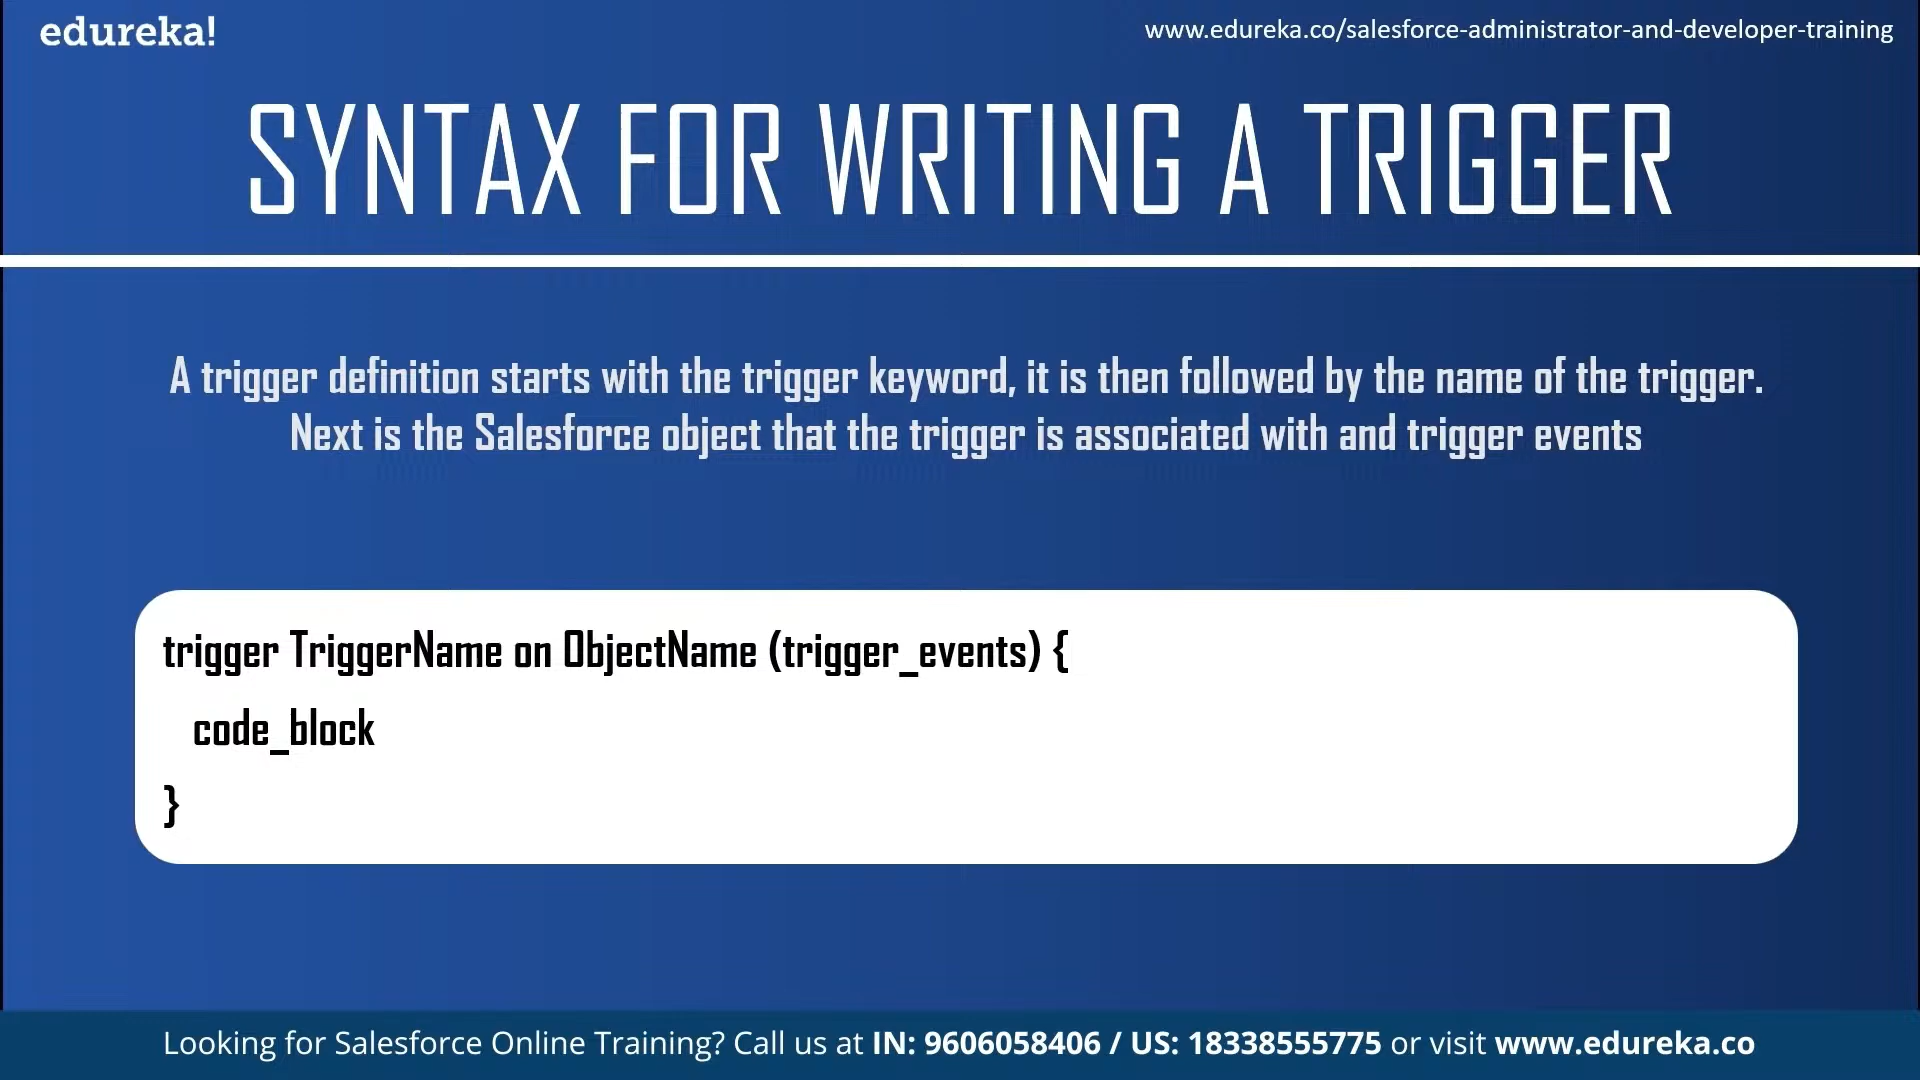 edureka!
www.edureka.co/salesforce-administrator-and-developer-training
SYNTAX FOR WRITING A TRIGGER
A trigger definition starts with the trigger keyword, it is then followed by the name of the trigger.
Next is the Salesforce object that the trigger is associated with and trigger events
trigger TriggerName on ObjectName (trigger_events) {
code_block
}
Looking for Salesforce Online Training? Call us at IN: 9606058406 / US: 18338555775 or visit www.edureka.co